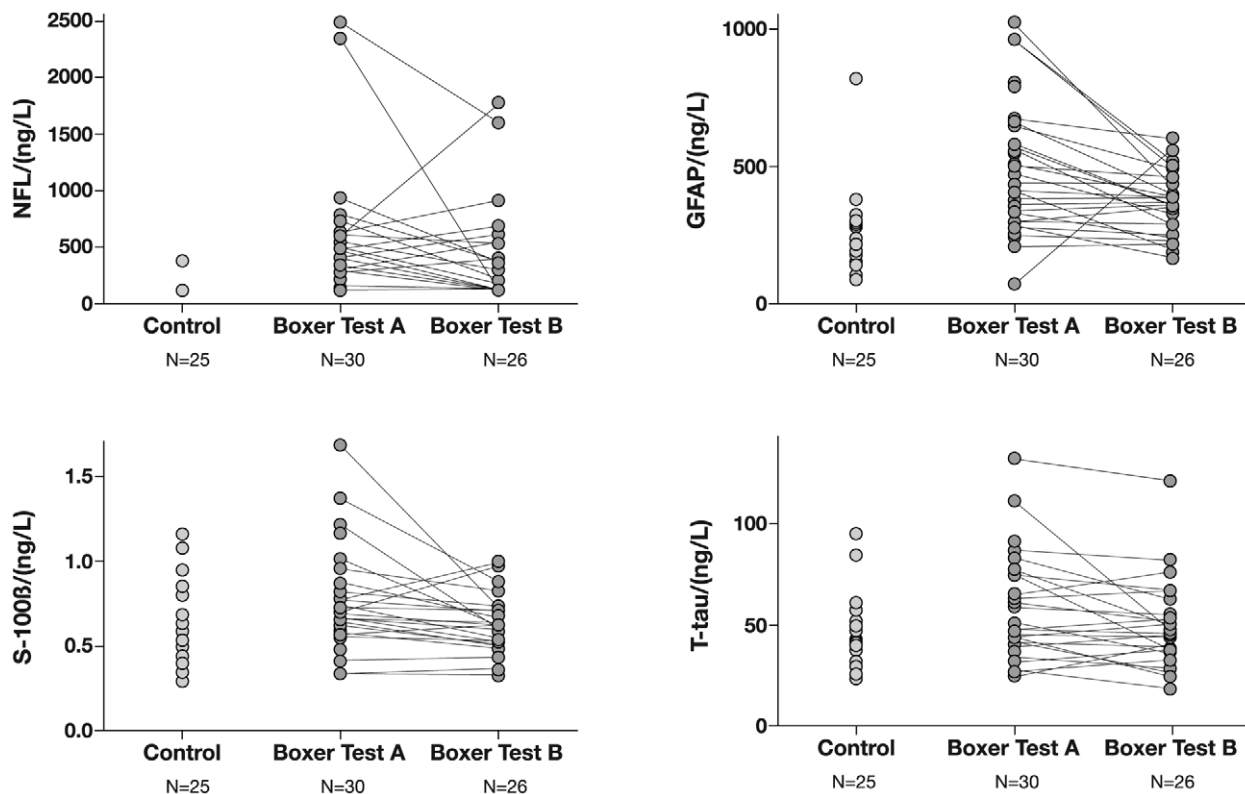 NFL/(ng/L)
2500
2000
1500
1000
500
0
Control
Boxer Test A
Boxer Test B
N=25
N=30
N=26
GFAP/(ng/L)
1000
500
0
Control
Boxer Test A
Boxer Test B
N=25
N=30
N=26
S-100ß/(ng/L)
1.5
1.0
0.5
0.0
Control
Boxer Test A
Boxer Test B
N=25
N=30
N=26
T-tau/(ng/L)
100
50
0
Control
Boxer Test A
Boxer Test B
N=25
N=30
N=26